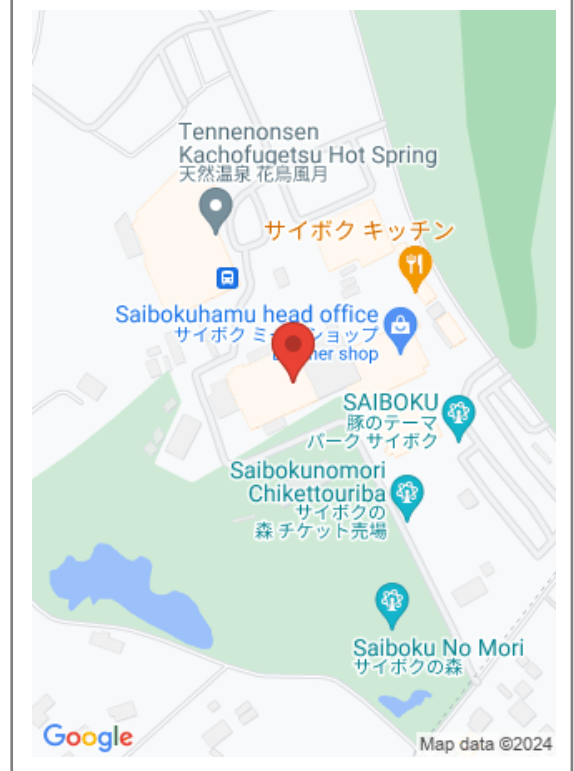 Tennenonsen
Kachofugetsu Hot Spring
天然温泉 花鳥風月
サイボク キッチン
Saibokuhamu head office
サイボク ミ ショップ
her shop
SAIBOKU
豚のテーマ
パーク サイボク
Saibokunomori
Chikettouriba
サイボクの
森 チケット売場
Saiboku No Mori
サイボクの森
Google
Map data ©2024